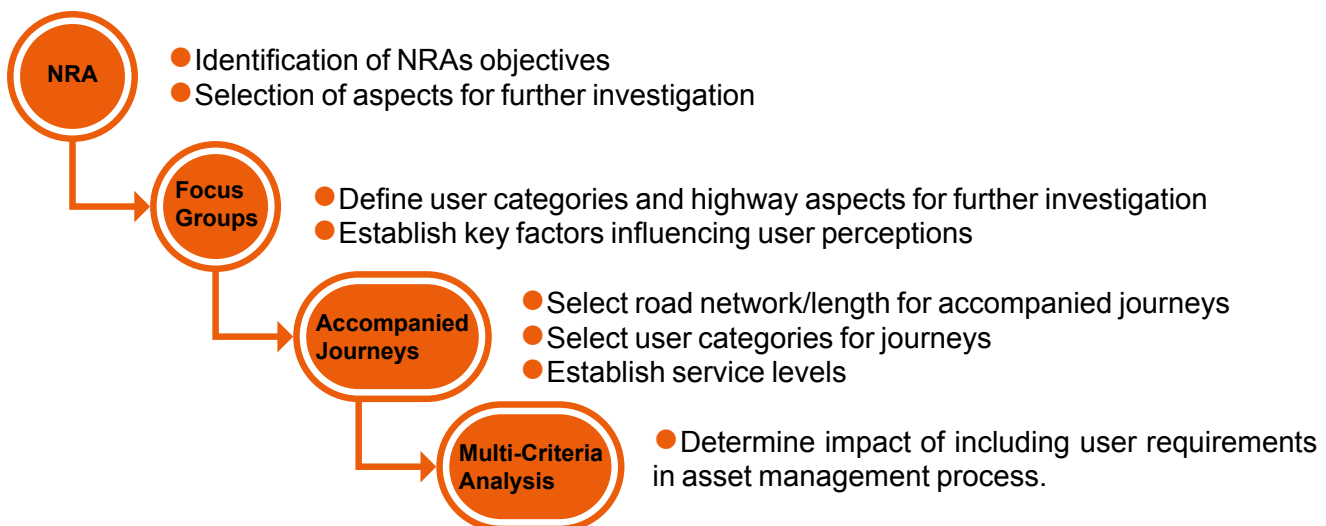 NRA
●Identification of NRAs objectives
●Selection of aspects for further investigation
Focus
Groups
●Define user categories and highway aspects for further investigation
●Establish key factors influencing user perceptions
Accompanied
Journeys
●Select road network/length for accompanied journeys
●Select user categories for journeys
●Establish service levels
Multi-Criteria
Analysis
●Determine impact of including user requirements
in asset management process.